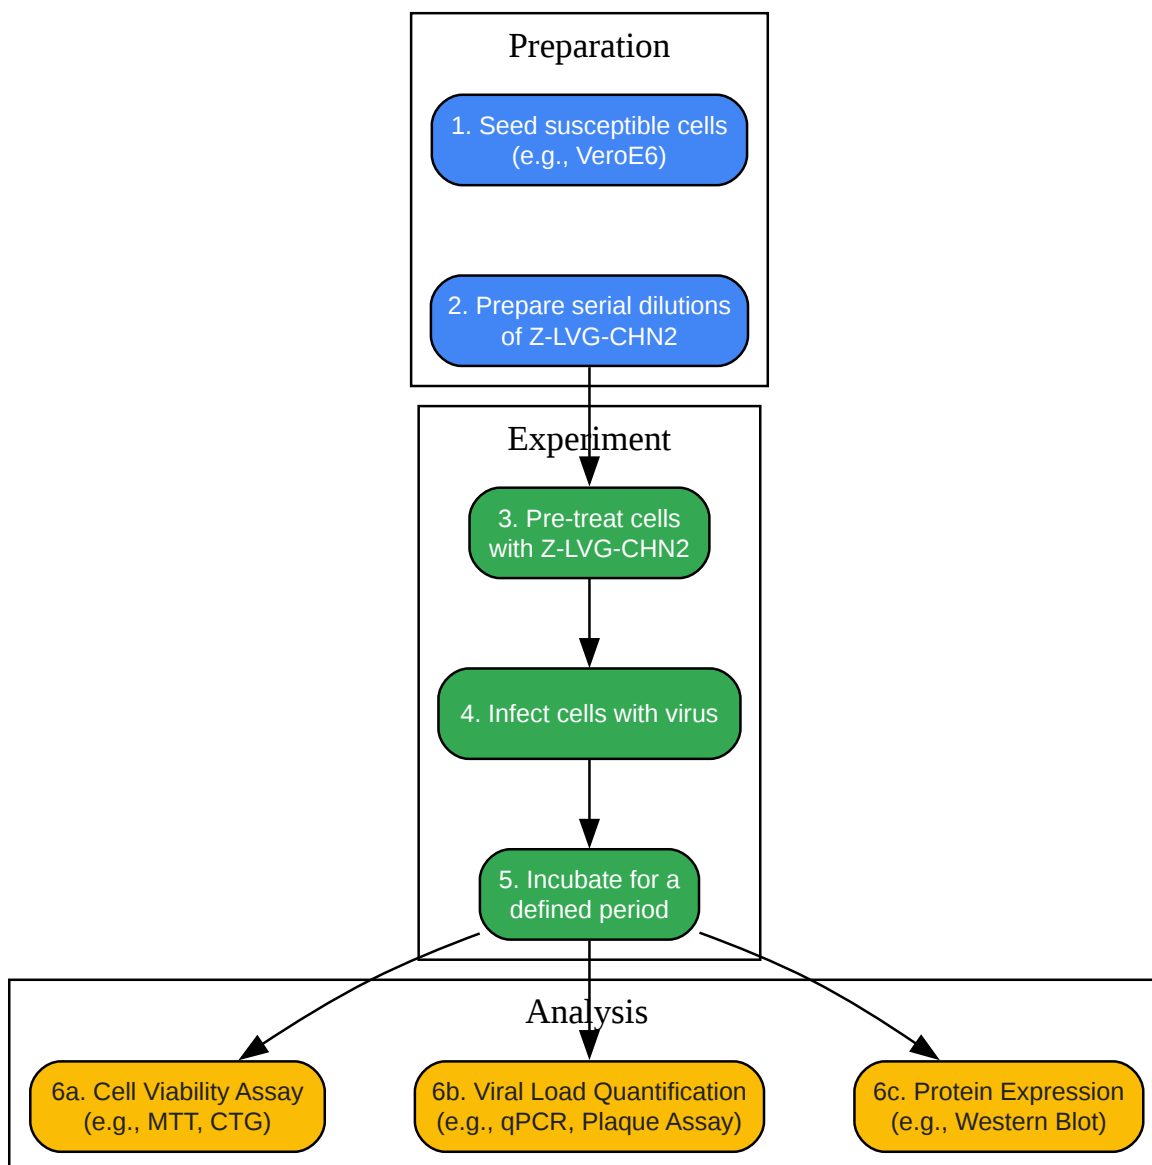 Preparation
1. Seed susceptible cells
(e.g., VeroE6)
2. Prepare serial dilutions
of Z-LVG-CHN2
Experiment
3. Pre-treat cells
with Z-LVG-CHN2
4. Infect cells with virus
5. Incubate for a
defined period
Analysis
6a. Cell Viability Assay
(e.g., MTT, CTG)
6b. Viral Load Quantification
(e.g., qPCR, Plaque Assay)
6c. Protein Expression
(e.g., Western Blot)